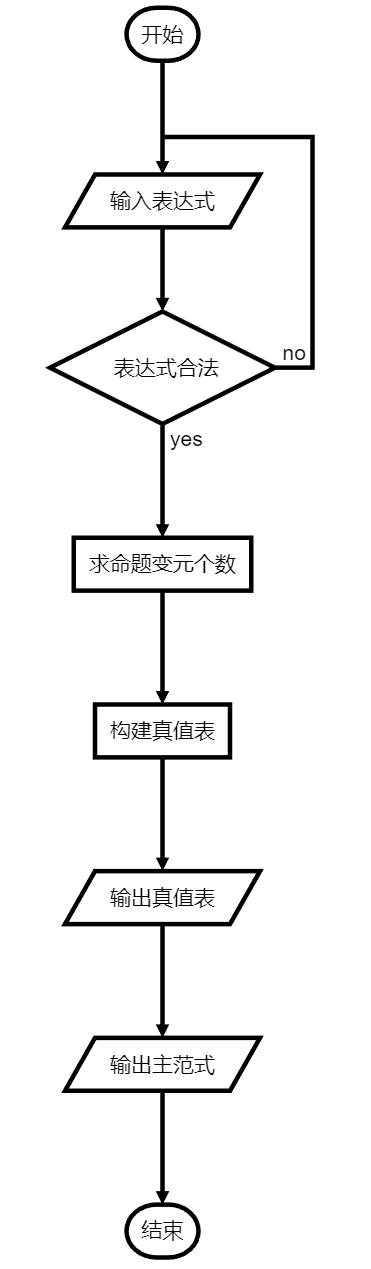 开始
输入表达式
表达式合法
no
yes
求命题变元个数
构建真值表
输出真值表
输出主范式
结束